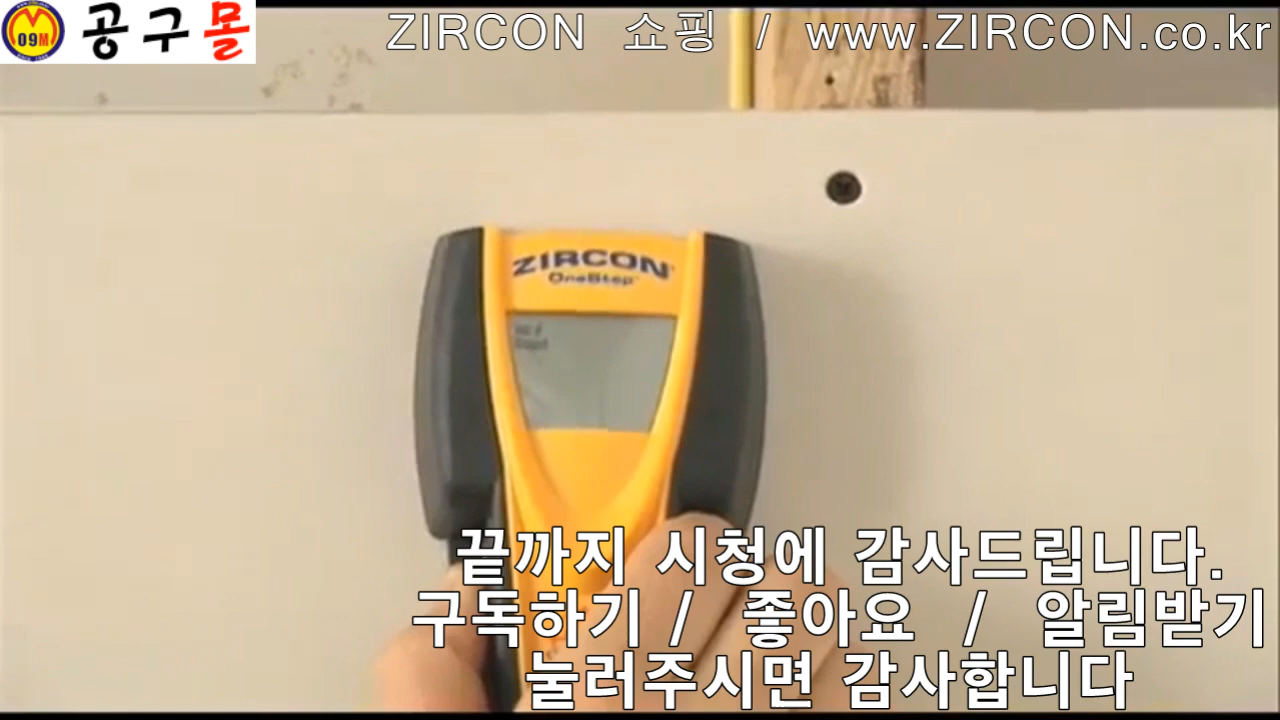 09M 공구몰
ZIRCON 쇼핑 / www.ZIRCON.co.kr
ZIRCON
OneStep
끝까지 시청에 감사드립니다.
구독하기 / 좋아요 / 알림받기
눌러주시면 감사합니다